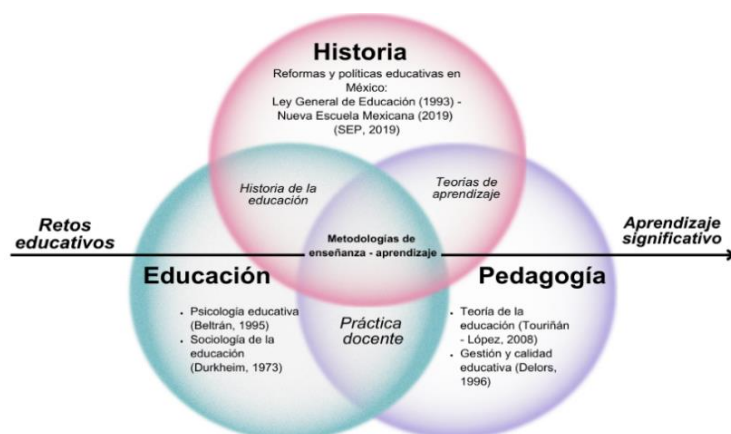 Historia
Reformas y políticas educativas en
México:
Ley General de Educación (1993) -
Nueva Escuela Mexicana (2019)
(SEP, 2019)
Historia de la
educación
Teorías de
aprendizaje
Retos
educativos
Metodologías de
enseñanza - aprendizaje
Aprendizaje
significativo
Educación
• Psicología educativa
(Beltrán, 1995)
• Sociología de la
educación
(Durkheim, 1973)
Práctica
docente
Pedagogía
• Teoría de la
educación (Touriñán
- López, 2008)
• Gestión y calidad
educativa (Delors,
1996)